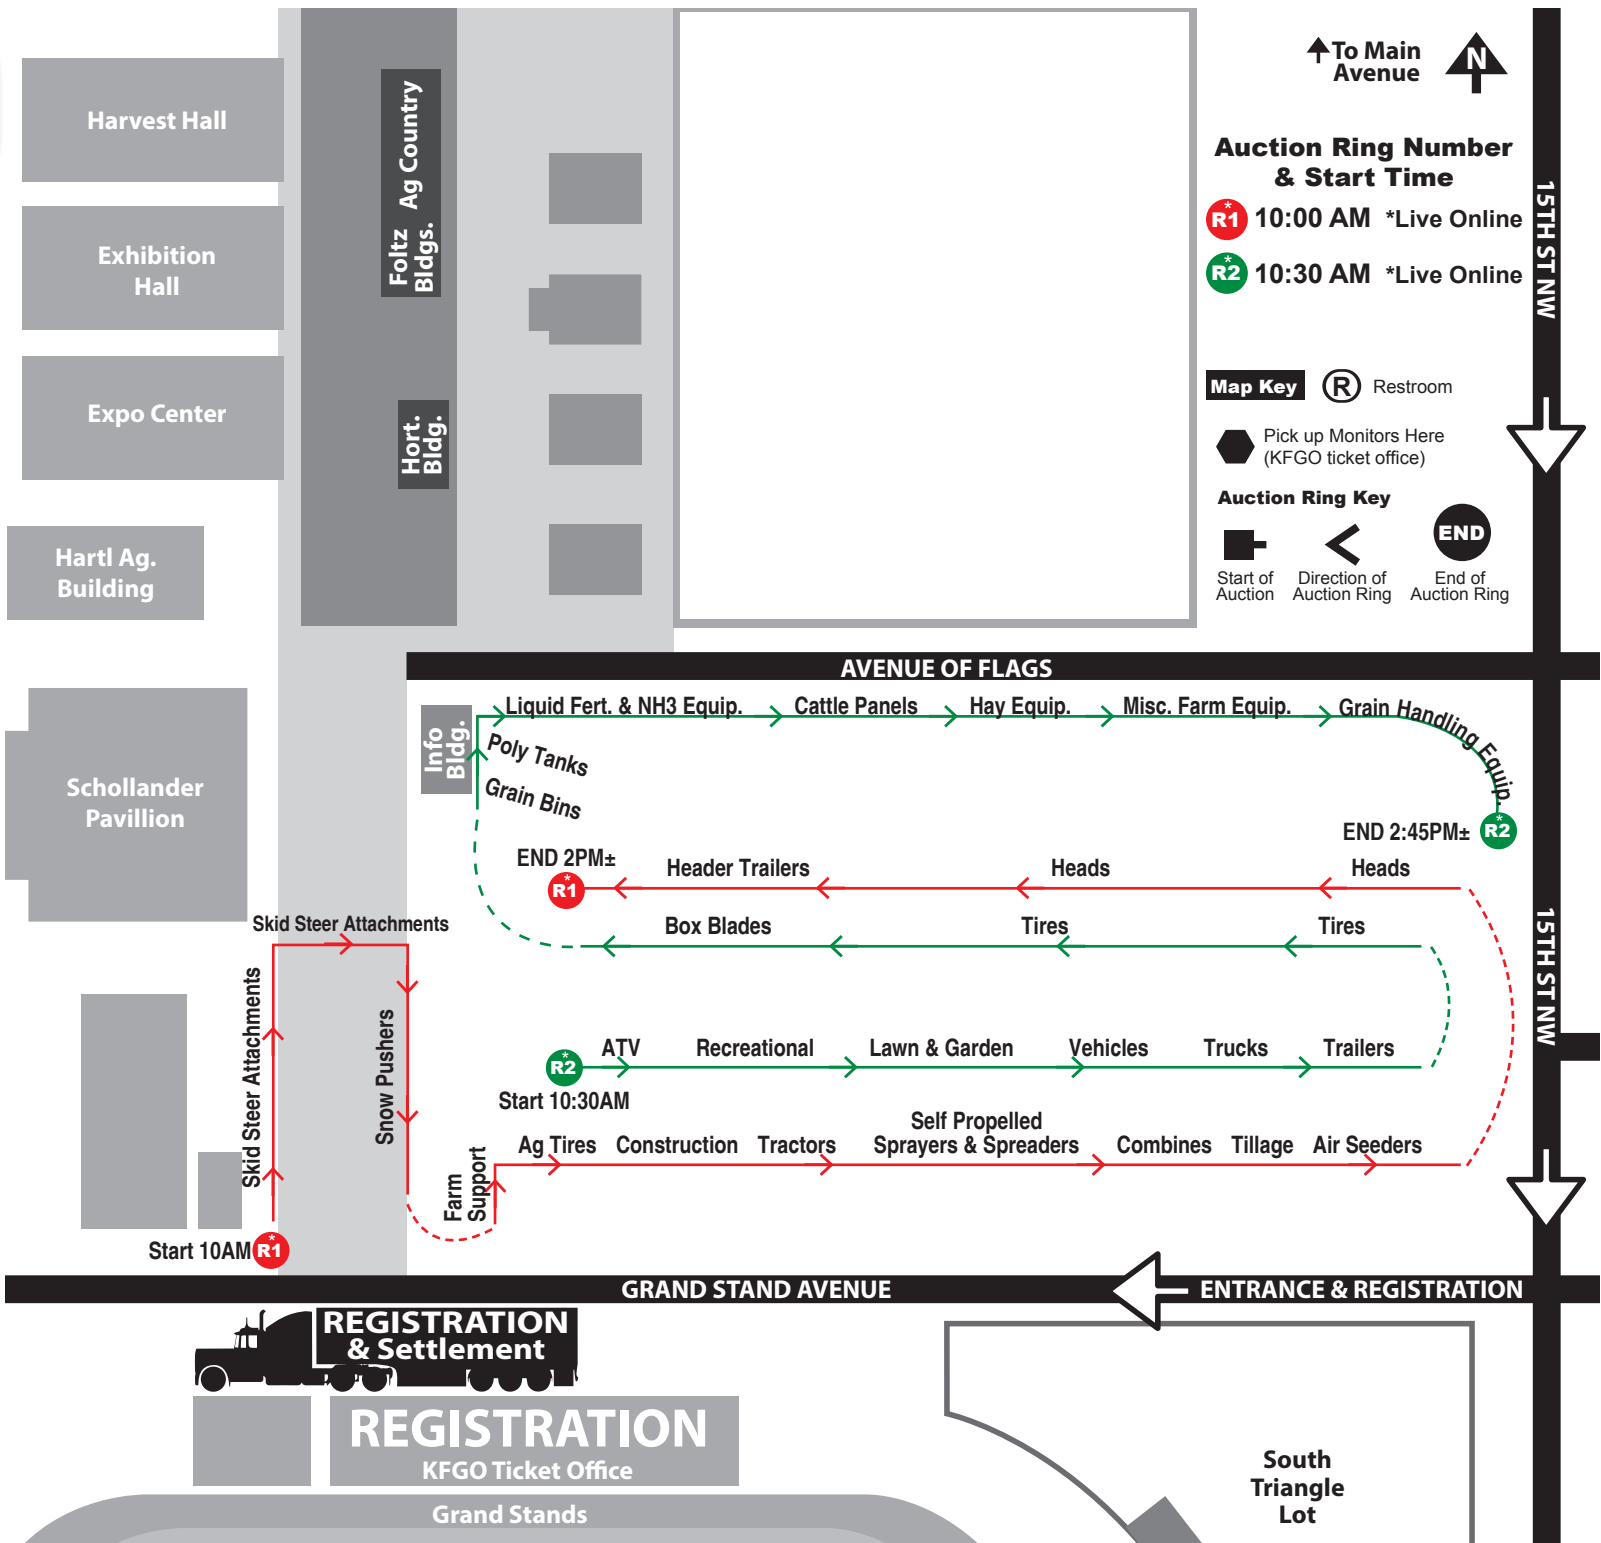 To Main
Avenue
N
Auction Ring Number
& Start Time
R1* 10:00 AM *Live Online
R2* 10:30 AM *Live Online
Map Key
R Restroom
Pick up Monitors Here
(KFGO ticket office)
Auction Ring Key
END
Start of
Auction
Direction of
Auction Ring
End of
Auction Ring
15TH ST NW
Harvest Hall
Exhibition
Hall
Expo Center
Hartl Ag.
Building
Schollander
Pavillion
Ag Country
Foltz
Bldgs.
Hort.
Bldg.
AVENUE OF FLAGS
Info
Bldg.
Liquid Fert. & NH3 Equip.
Cattle Panels
Hay Equip.
Misc. Farm Equip.
Grain Handling Equip.
Poly Tanks
Grain Bins
END 2:45PM±
R2*
END 2PM±
R1*
Header Trailers
Heads
Heads
Box Blades
Tires
Tires
15TH ST NW
Skid Steer Attachments
Skid Steer Attachments
Snow Pushers
R2*
ATV
Recreational
Lawn & Garden
Vehicles
Trucks
Trailers
Start 10:30AM
Farm
Support
Ag Tires
Construction
Tractors
Self Propelled
Sprayers & Spreaders
Combines
Tillage
Air Seeders
Start 10AM
R1*
GRAND STAND AVENUE
ENTRANCE & REGISTRATION
REGISTRATION
& Settlement
REGISTRATION
KFGO Ticket Office
Grand Stands
South
Triangle
Lot